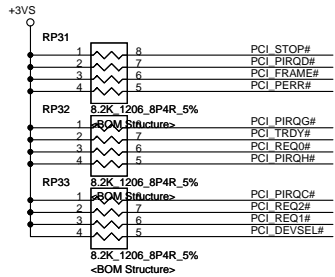 +3VS
RP31
1 8 PCI_STOP#
2 7 PCI_PIRQD#
3 6 PCI_FRAME#
4 5 PCI_PERR#
8.2K_1206_8P4R_5%
<BOM Structure>
RP32
1 8 PCI_PIRQG#
2 7 PCI_TRDY#
3 6 PCI_REQ0#
4 5 PCI_PIRQH#
8.2K_1206_8P4R_5%
<BOM Structure>
RP33
1 8 PCI_PIRQC#
2 7 PCI_REQ2#
3 6 PCI_REQ1#
4 5 PCI_DEVSEL#
8.2K_1206_8P4R_5%
<BOM Structure>